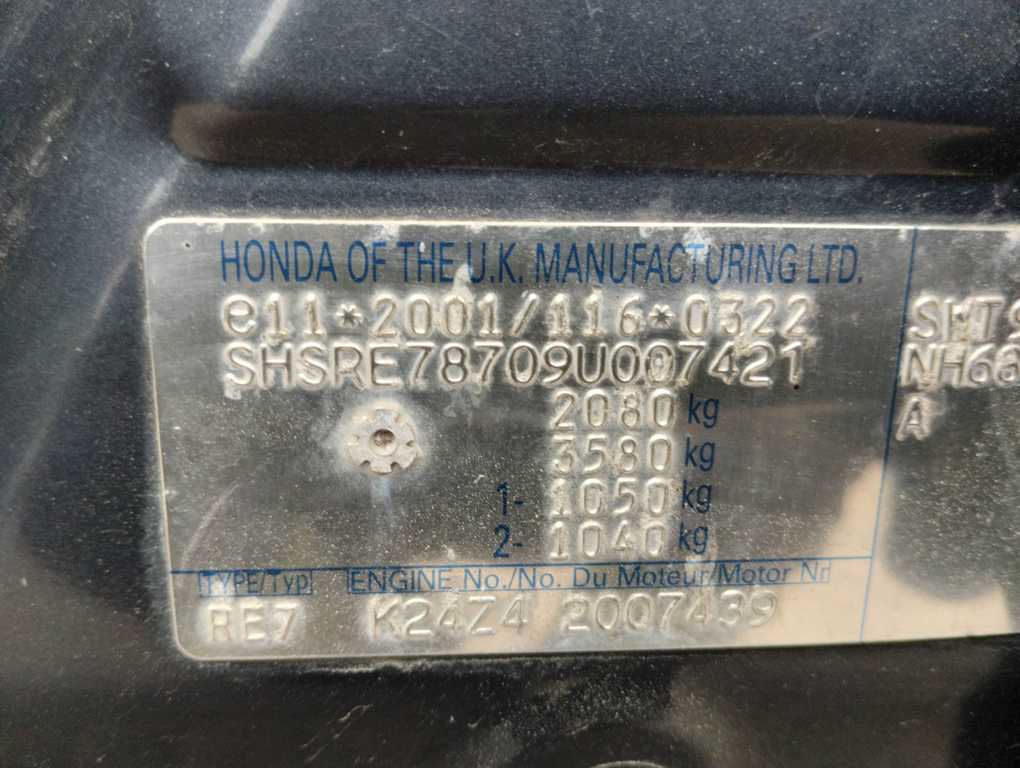 HONDA OF THE U.K. MANUFACTURING LTD.
e11*2001/116*0322
SHSRE78709U007421
2080 kg
3580 kg
1- 1050 kg
2- 1040 kg
TYPE/Typ ENGINE No./No. Du Moteur/Motor Nr
RE7 K24Z4 2007439
NH66
A